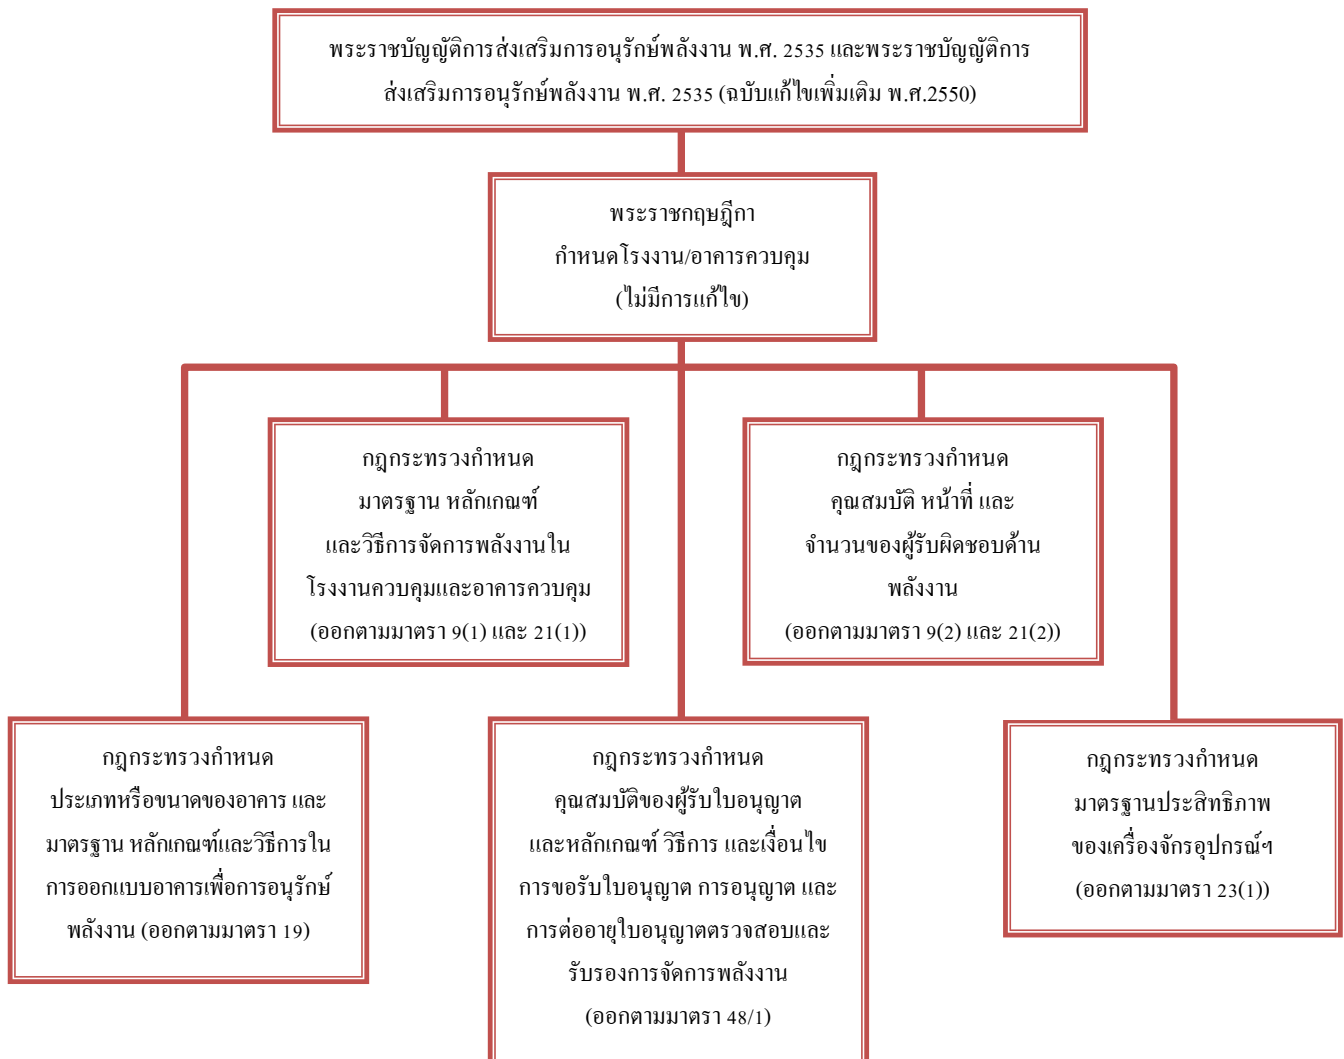 พระราชบัญญัติการส่งเสริมการอนุรักษ์พลังงาน พ.ศ. 2535 และพระราชบัญญัติการ
ส่งเสริมการอนุรักษ์พลังงาน พ.ศ. 2535 (ฉบับแก้ไขเพิ่มเติม พ.ศ.2550)
พระราชกฤษฎีกา
กำหนดโรงงาน/อาคารควบคุม
(ไม่มีการแก้ไข)
กฎกระทรวงกำหนด
มาตรฐาน หลักเกณฑ์
และวิธีการจัดการพลังงานใน
โรงงานควบคุมและอาคารควบคุม
(ออกตามมาตรา 9(1) และ 21(1))
กฎกระทรวงกำหนด
คุณสมบัติ หน้าที่ และ
จำนวนของผู้รับผิดชอบด้าน
พลังงาน
(ออกตามมาตรา 9(2) และ 21(2))
กฎกระทรวงกำหนด
ประเภทหรือขนาดของอาคาร และ
มาตรฐาน หลักเกณฑ์และวิธีการใน
การออกแบบอาคารเพื่อการอนุรักษ์
พลังงาน (ออกตามมาตรา 19)
กฎกระทรวงกำหนด
คุณสมบัติของผู้รับใบอนุญาต
และหลักเกณฑ์ วิธีการ และเงื่อนไข
การขอรับใบอนุญาต การอนุญาต และ
การต่ออายุใบอนุญาตตรวจสอบและ
รับรองการจัดการพลังงาน
(ออกตามมาตรา 48/1)
กฎกระทรวงกำหนด
มาตรฐานประสิทธิภาพ
ของเครื่องจักรอุปกรณ์ฯ
(ออกตามมาตรา 23(1))